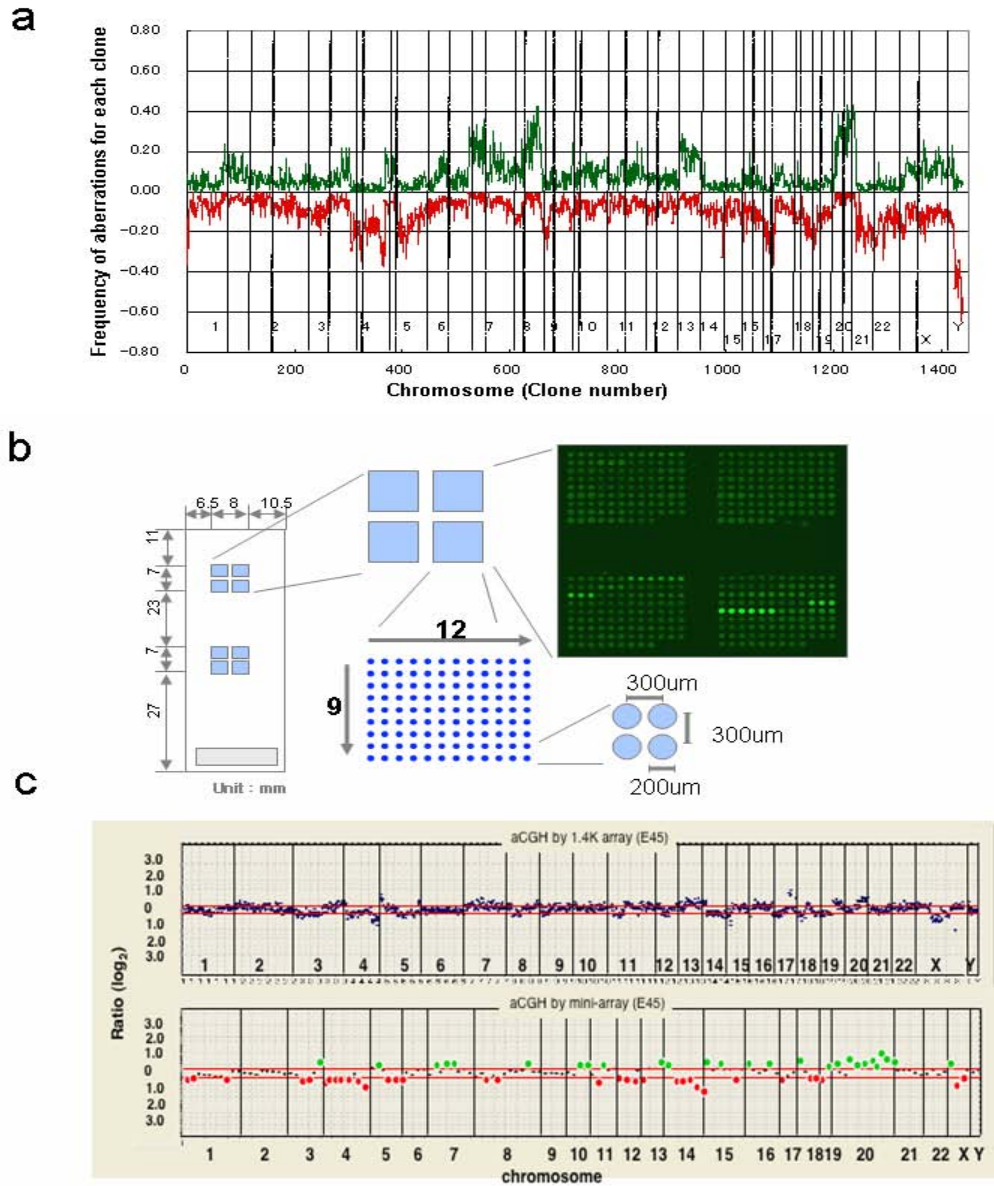 a
Frequency of aberrations for each clone
0.80
0.60
0.40
0.20
0.00
-0.20
-0.40
-0.60
-0.80
1 2 3 4 5 6 7 8 9 10 11 12 13 14 15 15 17 18 19 20 21 22 X Y
0 200 400 600 800 1000 1200 1400
Chromosome (Clone number)
b
6.5 8 10.5
11
7
23
7
27
Unit : mm
12
9
300um
300um
200um
c
aCGH by 1.4K array (E45)
3.0
2.0
1.0
0
1.0
2.0
3.0
1 2 3 4 5 6 7 8 9 10 11 12 13 14 15 16 17 18 19 20 21 22 X Y
Ratio (log2)
aCGH by mini-array (E45)
3.0
2.0
1.0
0
1.0
2.0
3.0
1 2 3 4 5 6 7 8 9 10 11 12 13 14 15 16 17 18 19 20 21 22 X Y
chromosome